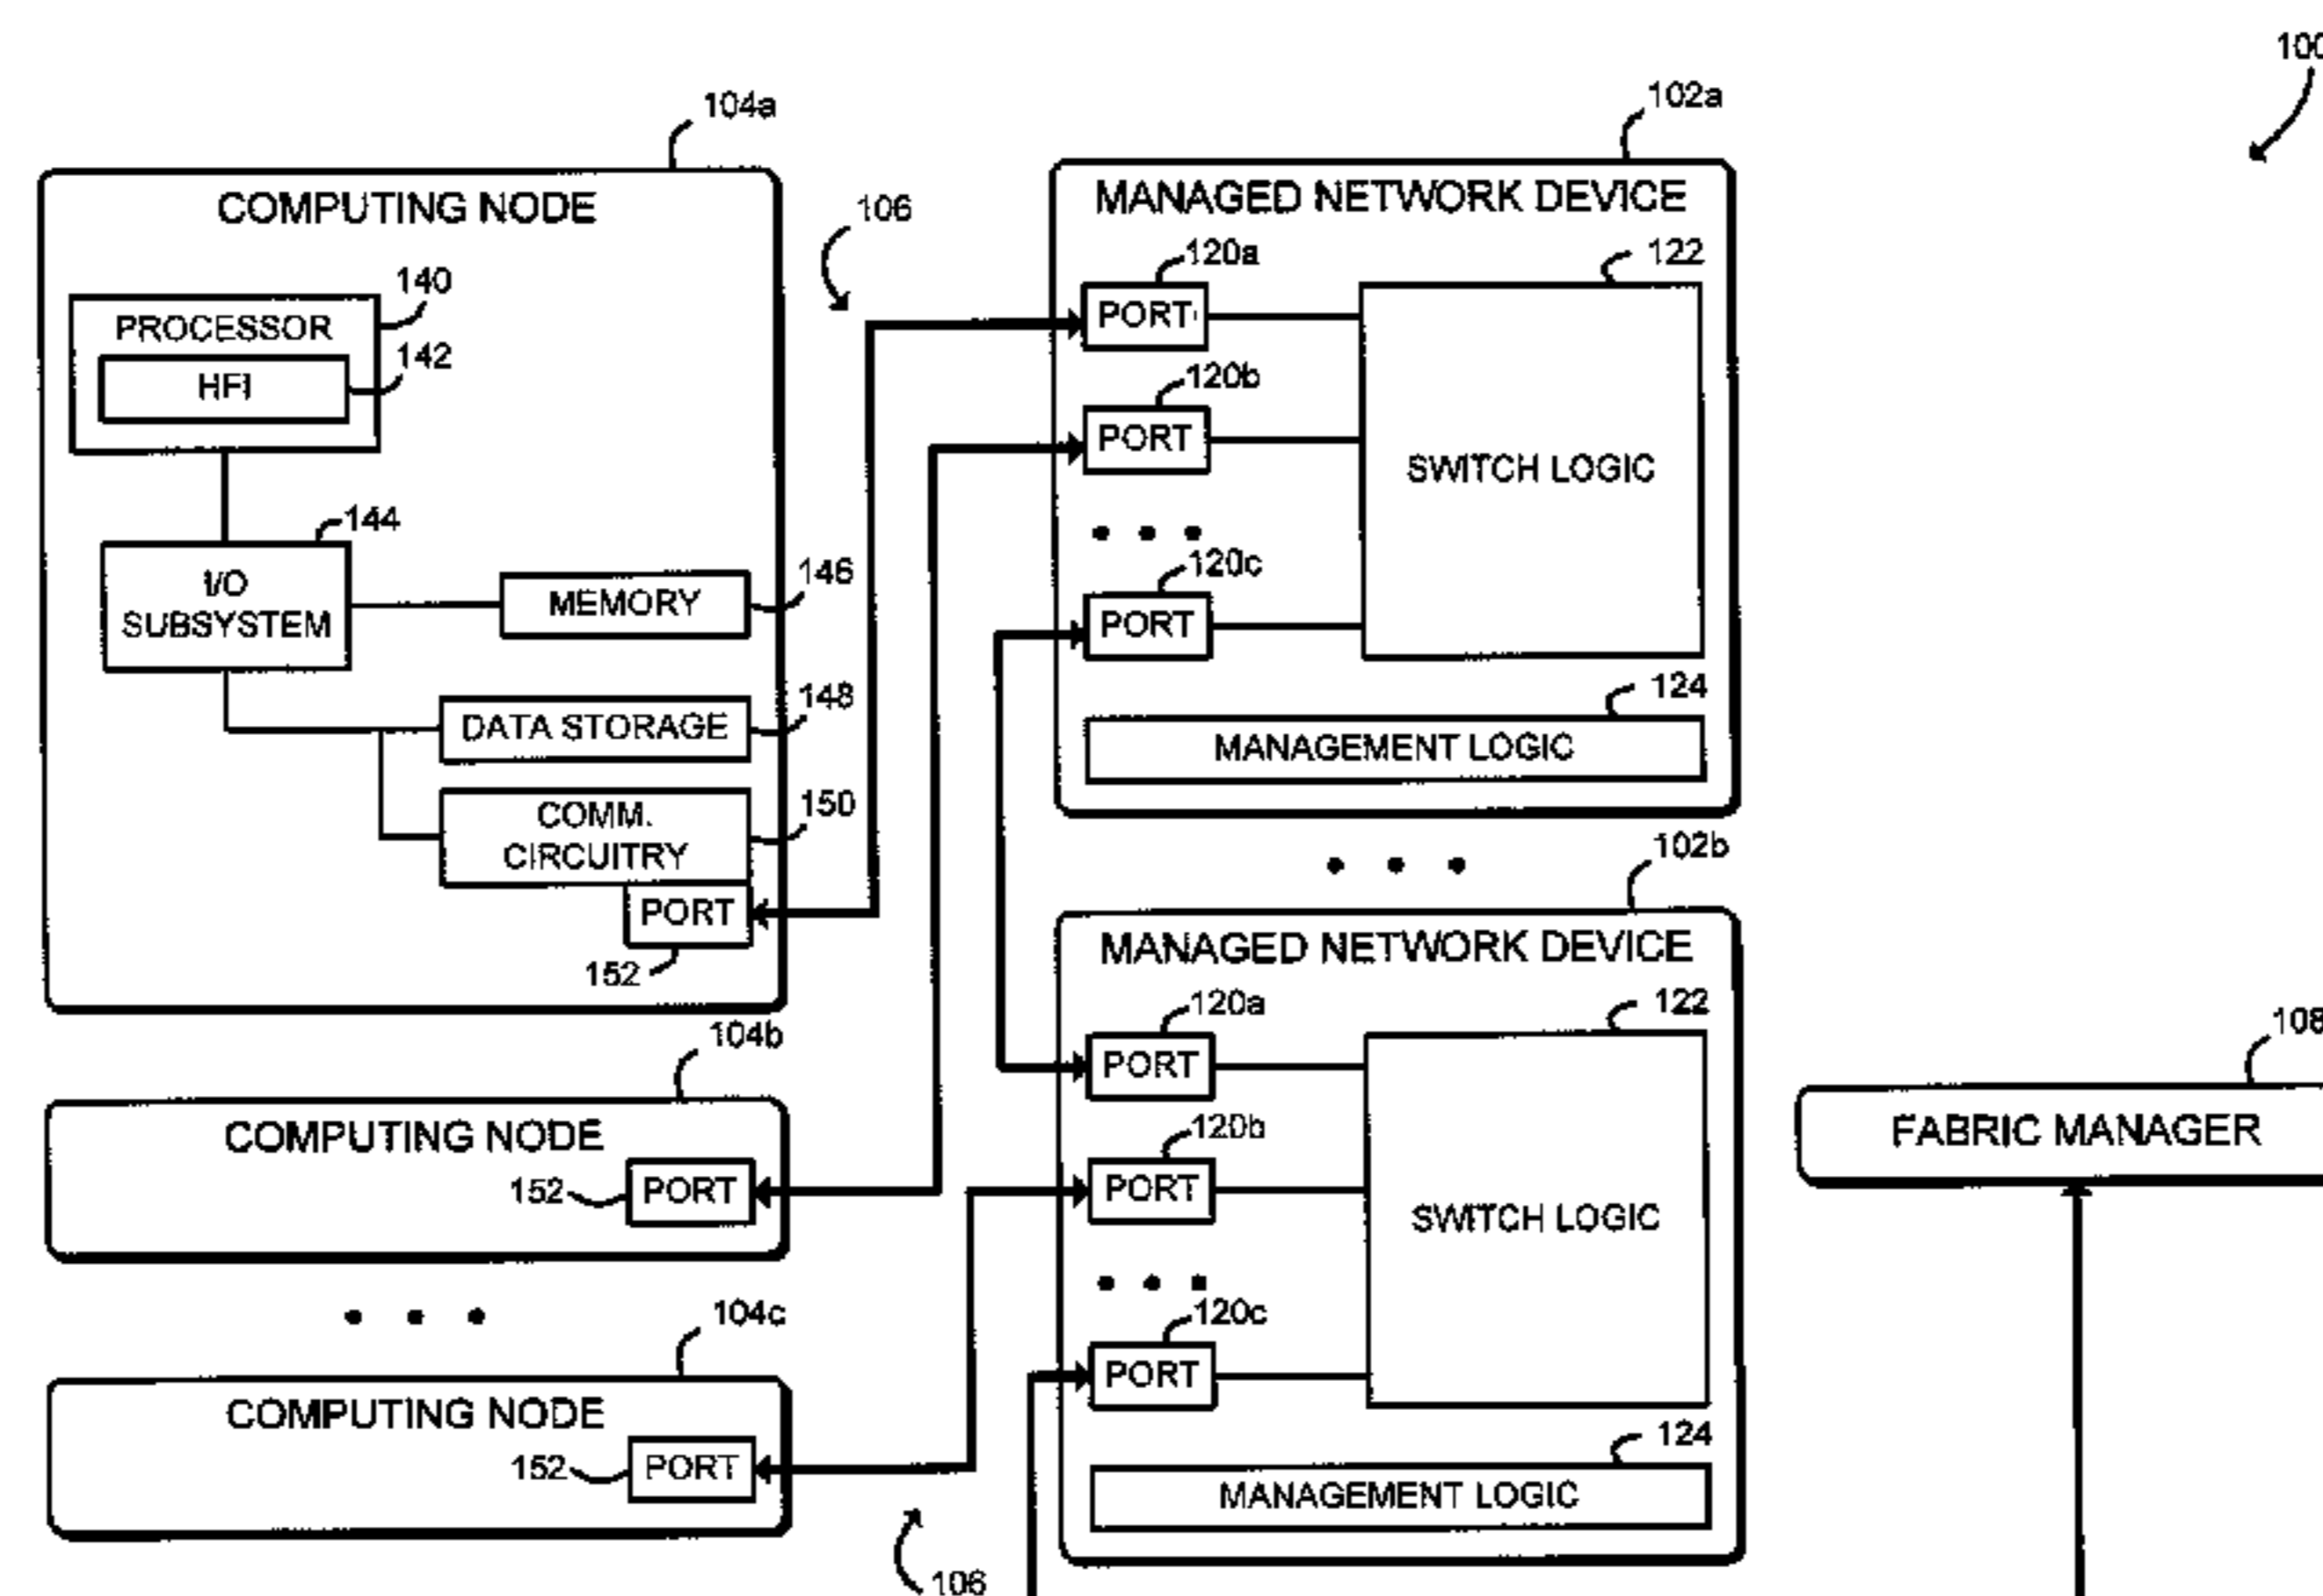 100
104a
COMPUTING NODE
140
PROCESSOR
142
HFI
144
I/O
SUBSYSTEM
146
MEMORY
148
DATA STORAGE
150
COMM.
CIRCUITRY
PORT
152
104b
COMPUTING NODE
152
PORT
104c
COMPUTING NODE
152
PORT
106
106
102a
MANAGED NETWORK DEVICE
120a
PORT
122
120b
PORT
SWITCH LOGIC
120c
PORT
124
MANAGEMENT LOGIC
102b
MANAGED NETWORK DEVICE
120a
PORT
122
120b
PORT
SWITCH LOGIC
120c
PORT
124
MANAGEMENT LOGIC
108
FABRIC MANAGER